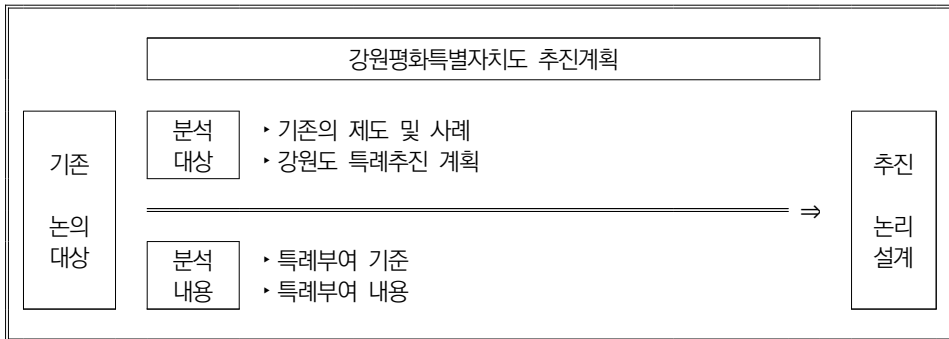 강원평화특별자치도 추진계획
기존
논의
대상
분석
대상
‣ 기존의 제도 및 사례
‣ 강원도 특례추진 계획
⇒
분석
내용
‣ 특례부여 기준
‣ 특례부여 내용
추진
논리
설계